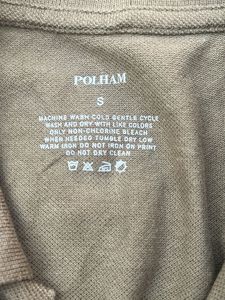 POLHAM
S
MACHINE WASH COLD GENTLE CYCLE
WASH AND DRY WITH LIKE COLORS
ONLY NON-CHLORINE BLEACH
WHEN NEEDED TUMBLE DRY LOW
WARM IRON DO NOT IRON ON PRINT
DO NOT DRY CLEAN